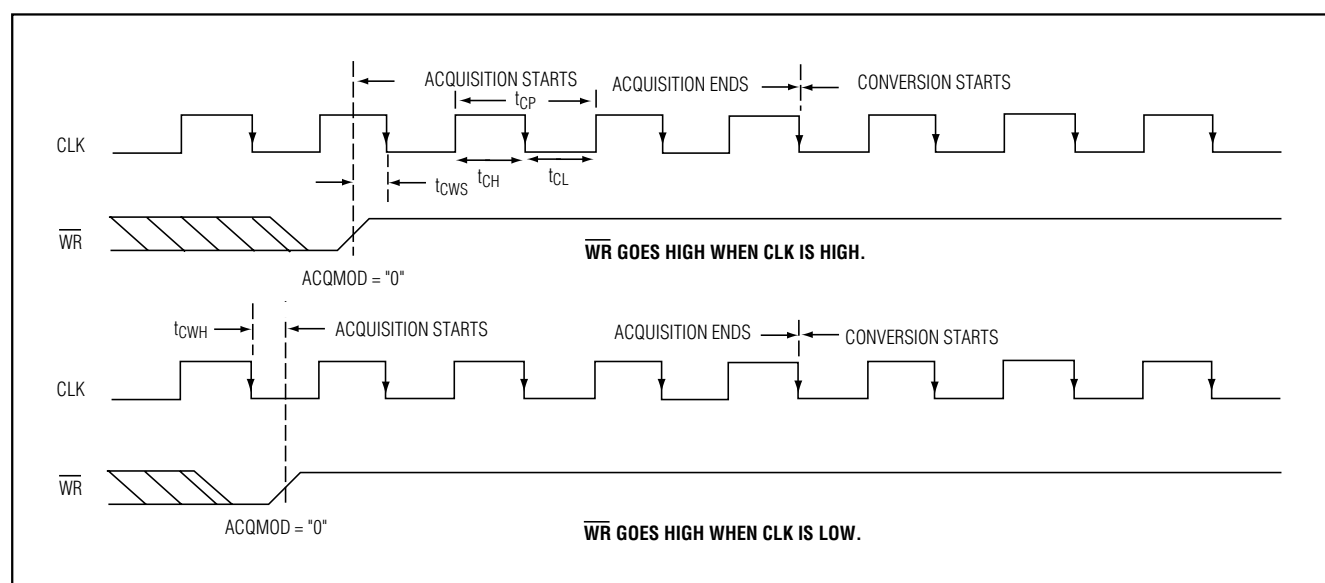 ACQUISITION STARTS
ACQUISITION ENDS
CONVERSION STARTS
tCP
CLK
tCWS
tCH
tCL
WR
WR GOES HIGH WHEN CLK IS HIGH.
ACQMOD = "0"
tCWH
ACQUISITION STARTS
ACQUISITION ENDS
CONVERSION STARTS
CLK
WR
ACQMOD = "0"
WR GOES HIGH WHEN CLK IS LOW.